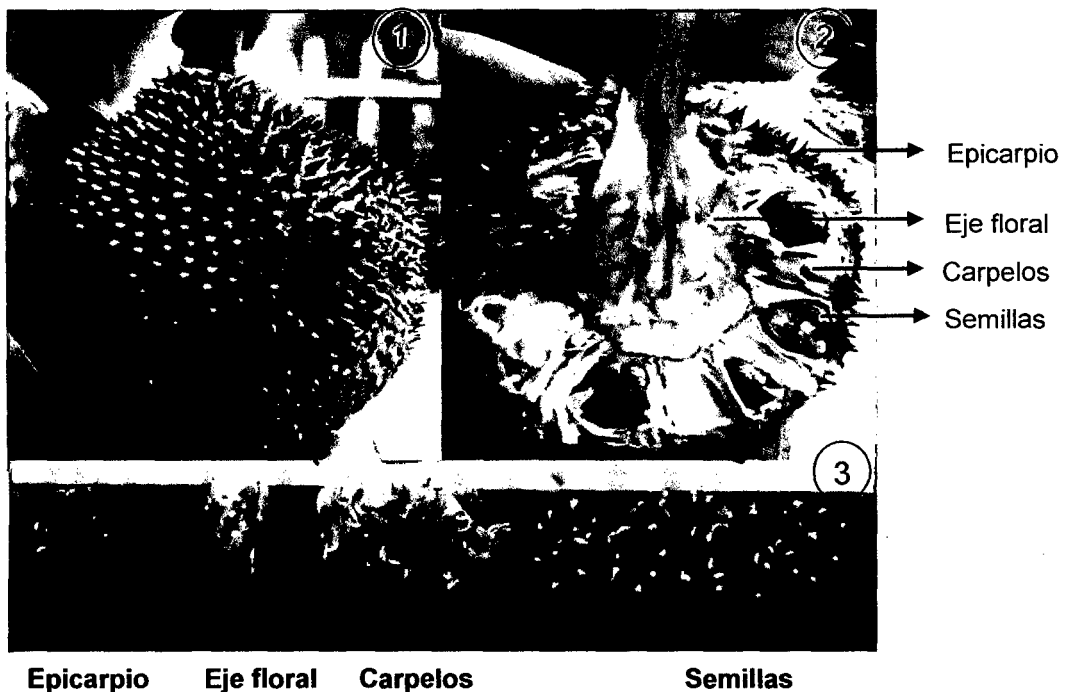 1
2
Epicarpio
Eje floral
Carpelos
Semillas
3
Epicarpio Eje floral Carpelos Semillas